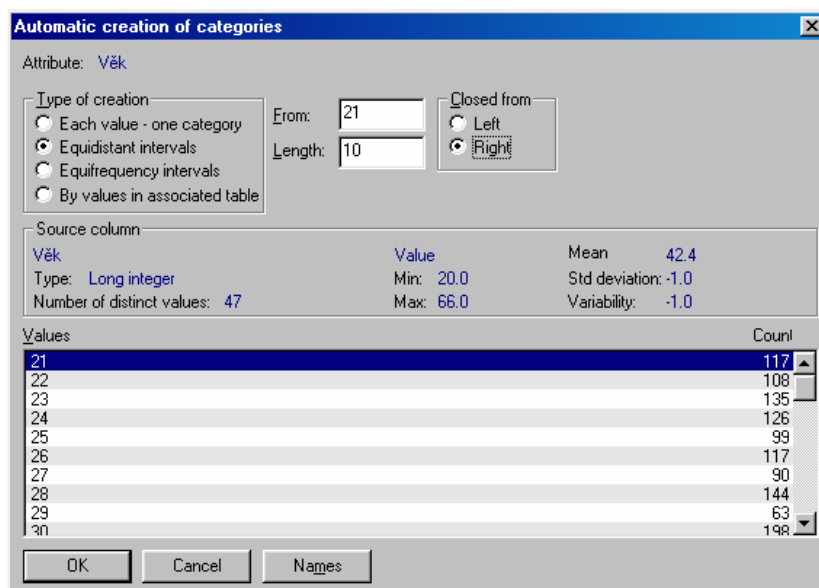 Automatic creation of categories
Attribute: Věk
Type of creation
Each value - one category
Equidistant intervals
Equifrequency intervals
By values in associated table
From: 21
Length: 10
Closed from
Left
Right
Source column
Věk Value Mean 42.4
Type: Long integer Min: 20.0 Std deviation: -1.0
Number of distinct values: 47 Max: 66.0 Variability: -1.0
Values Count
21 117
22 108
23 135
24 126
25 99
26 117
27 90
28 144
29 63
30 198
OK Cancel Names